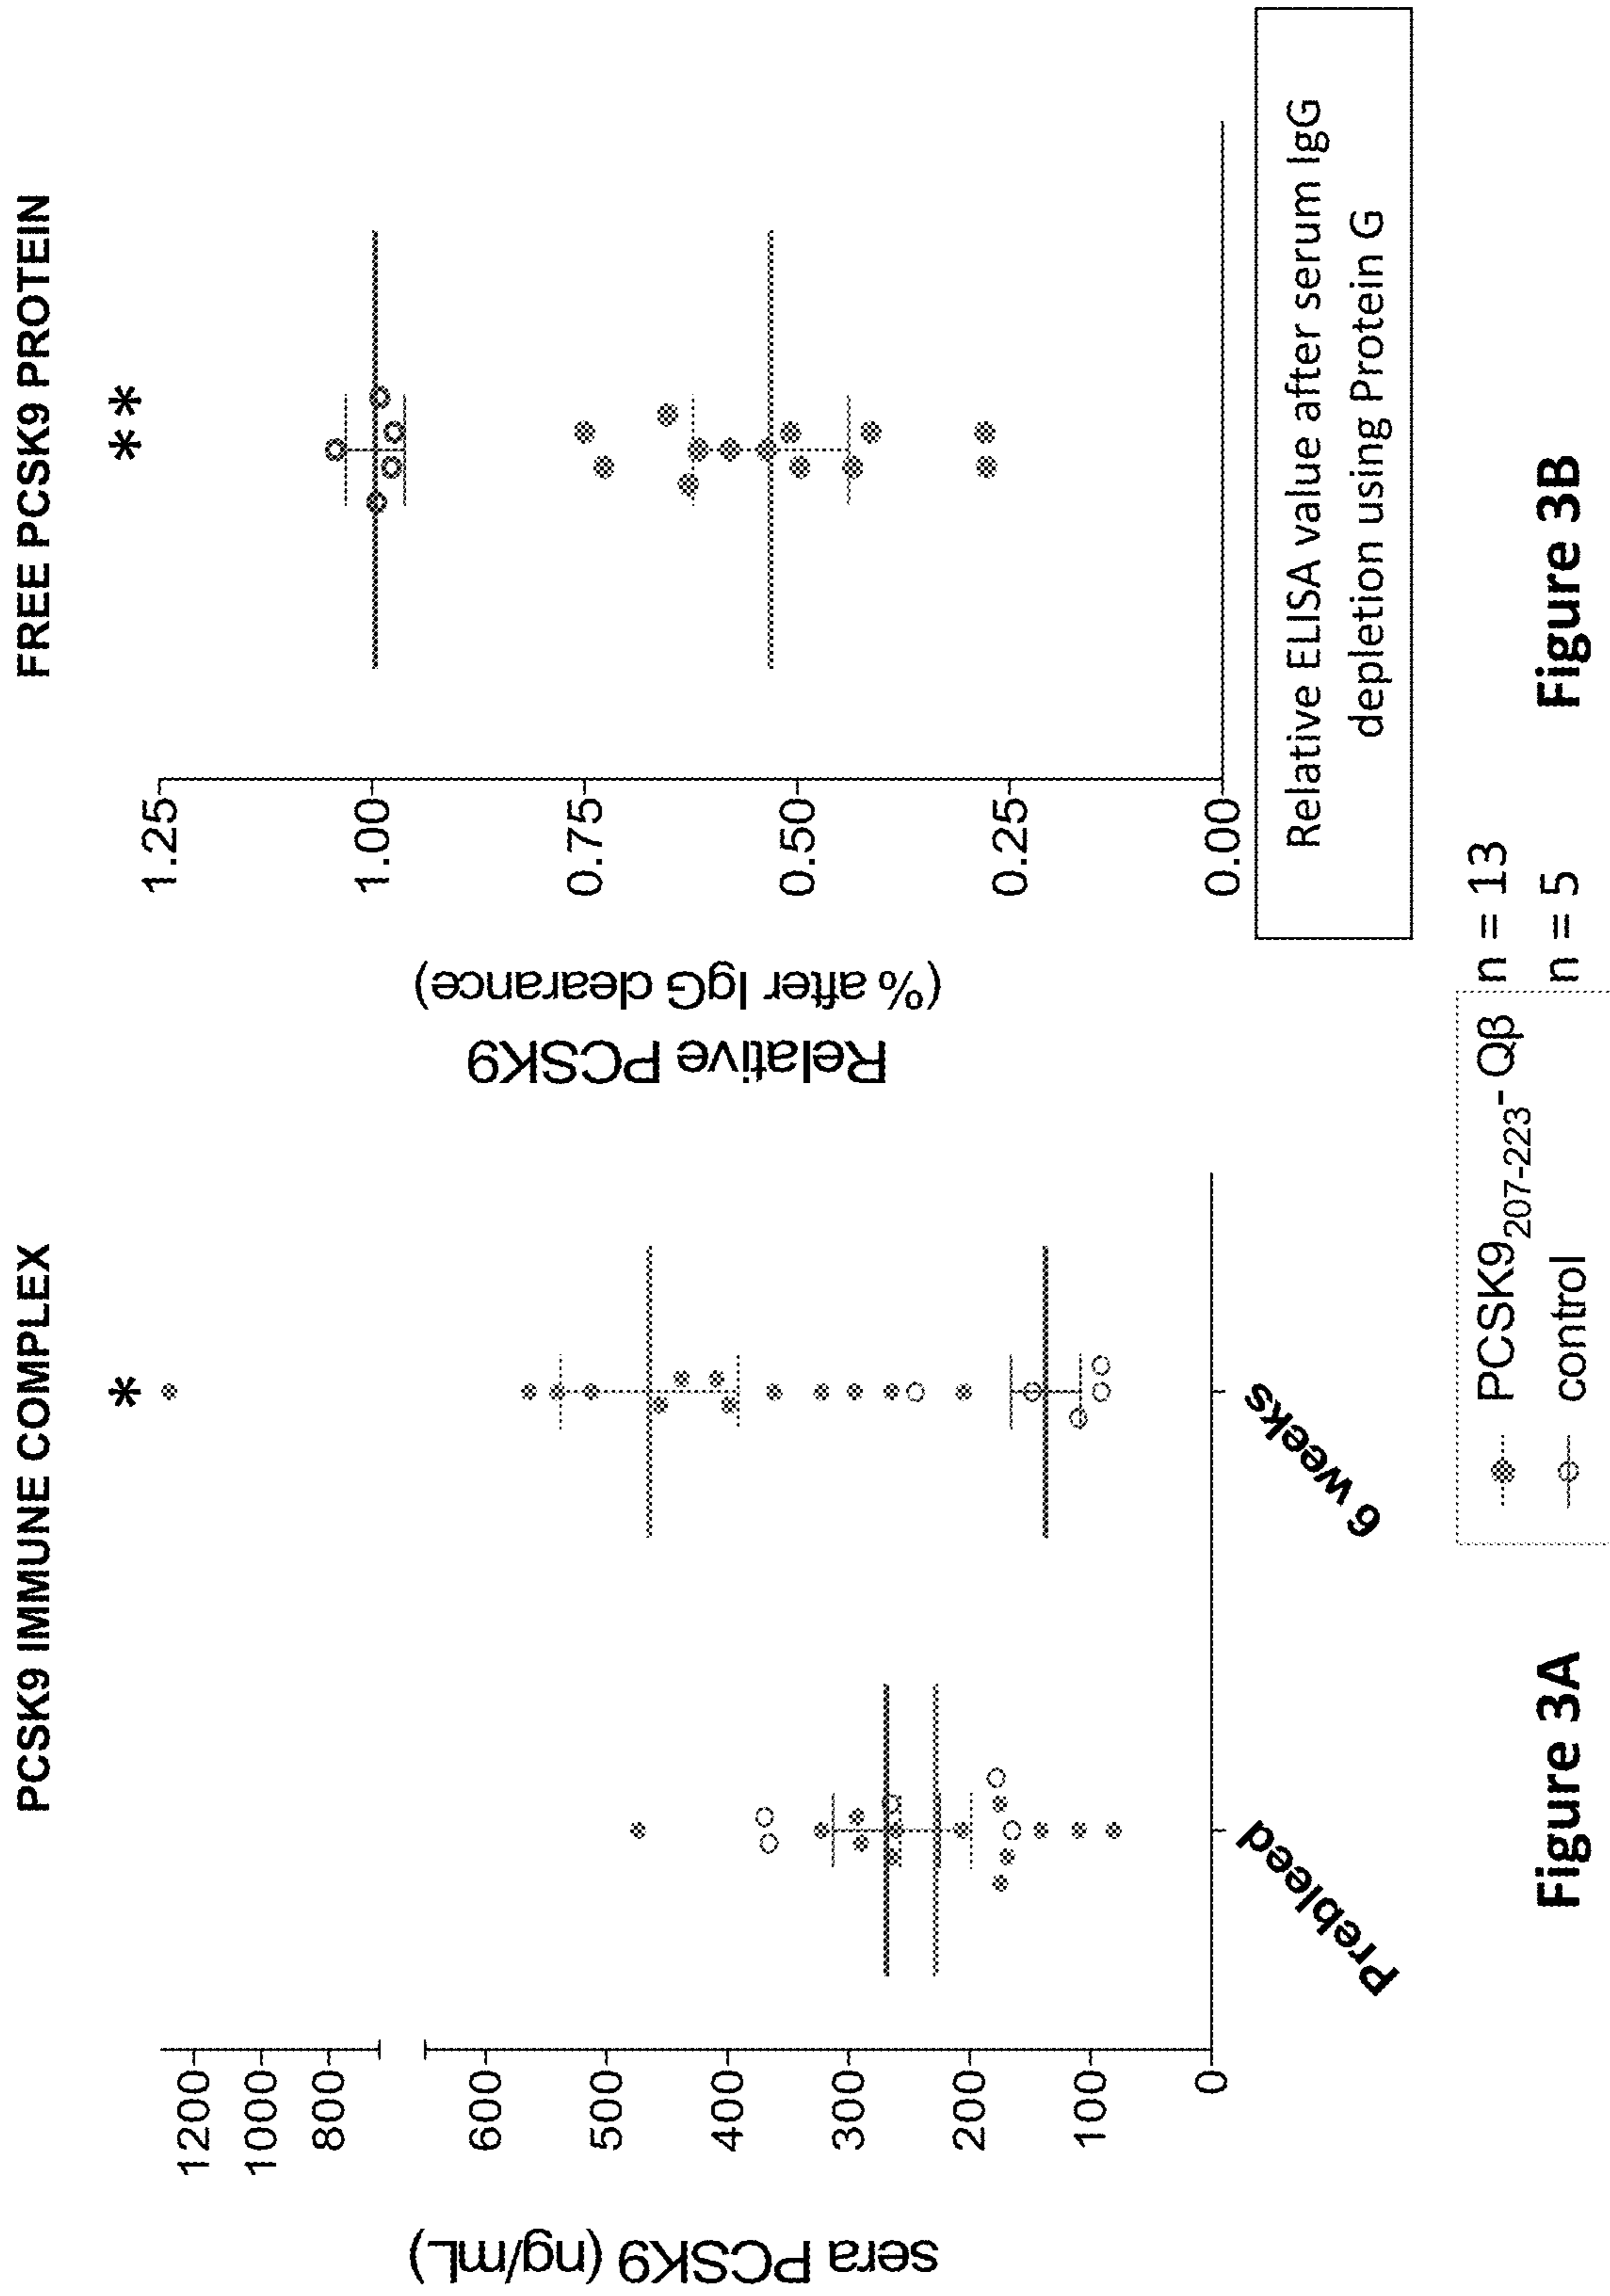 PCSK9 IMMUNE COMPLEX
*
sera PCSK9 (ng/mL)
1200
1000
800
600
500
400
300
200
100
0
Prebleed
6 weeks
Figure 3A
FREE PCSK9 PROTEIN
**
Relative PCSK9
(% after IgG clearance)
1.25
1.00
0.75
0.50
0.25
0.00
Relative ELISA value after serum IgG
depletion using Protein G
PCSK9207-223- Qβ n = 13
control n = 5
Figure 3B